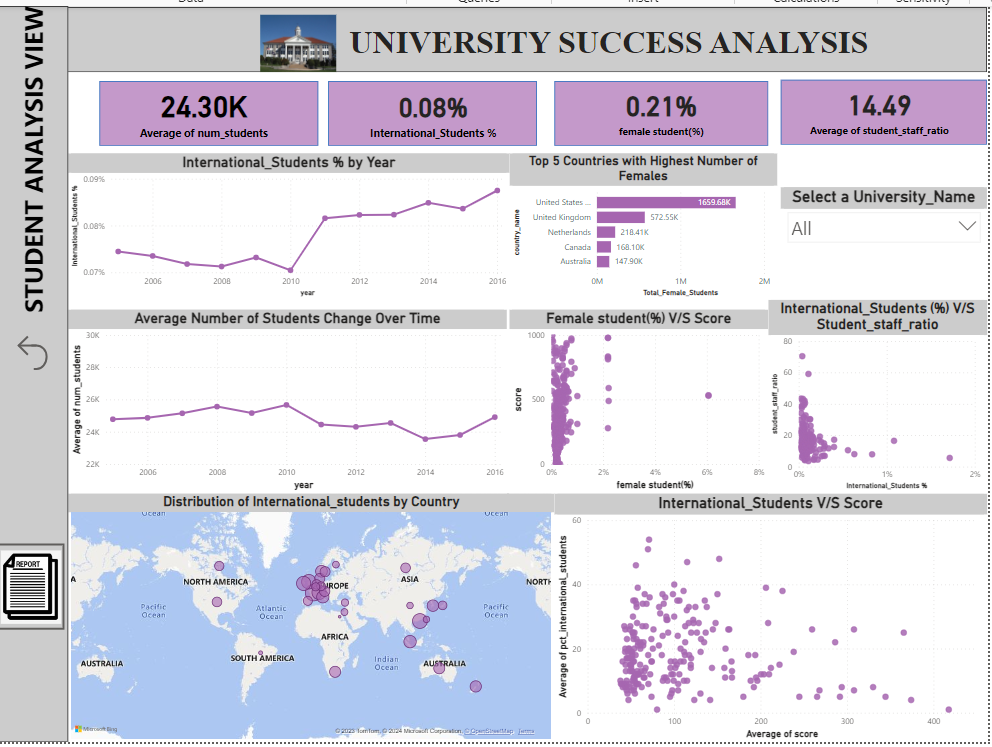 Data
Queries
Insert
Calculations
Sensitivity
STUDENT ANALYSIS VIEW
UNIVERSITY SUCCESS ANALYSIS
24.30K
Average of num_students
0.08%
International_Students %
0.21%
female student(%)
14.49
Average of student_staff_ratio
International_Students % by Year
0.09%
0.08%
0.07%
International_Students %
2006
2008
2010
2012
2014
2016
year
Top 5 Countries with Highest Number of
Females
country_name
United States ...
1659.68K
United Kingdom
572.55K
Netherlands
218.41K
Canada
168.10K
Australia
147.90K
0M
1M
2M
Total_Female_Students
Select a University_Name
All
Average Number of Students Change Over Time
Average of num_students
30K
28K
26K
24K
22K
2006
2008
2010
2012
2014
2016
year
Female student(%) V/S Score
score
1000
500
0
0%
2%
4%
6%
8%
female student(%)
International_Students (%) V/S
Student_staff_ratio
student_staff_ratio
80
60
40
20
0
0%
1%
2%
International_Students %
REPORT
Distribution of International_students by Country
Ocean
Ocean
NORTH AMERICA
ASIA
NORTH
Pacific
Ocean
Atlantic
Ocean
Pacific
Ocean
AFRICA
SOUTH AMERICA
Indian
Ocean
AUSTRALIA
AUSTRALIA
Microsoft Bing
© 2023 TomTom, © 2024 Microsoft Corporation, © OpenStreetMap Terms
International_Students V/S Score
Average of pct_international_students
60
40
20
0
0
100
200
300
400
Average of score